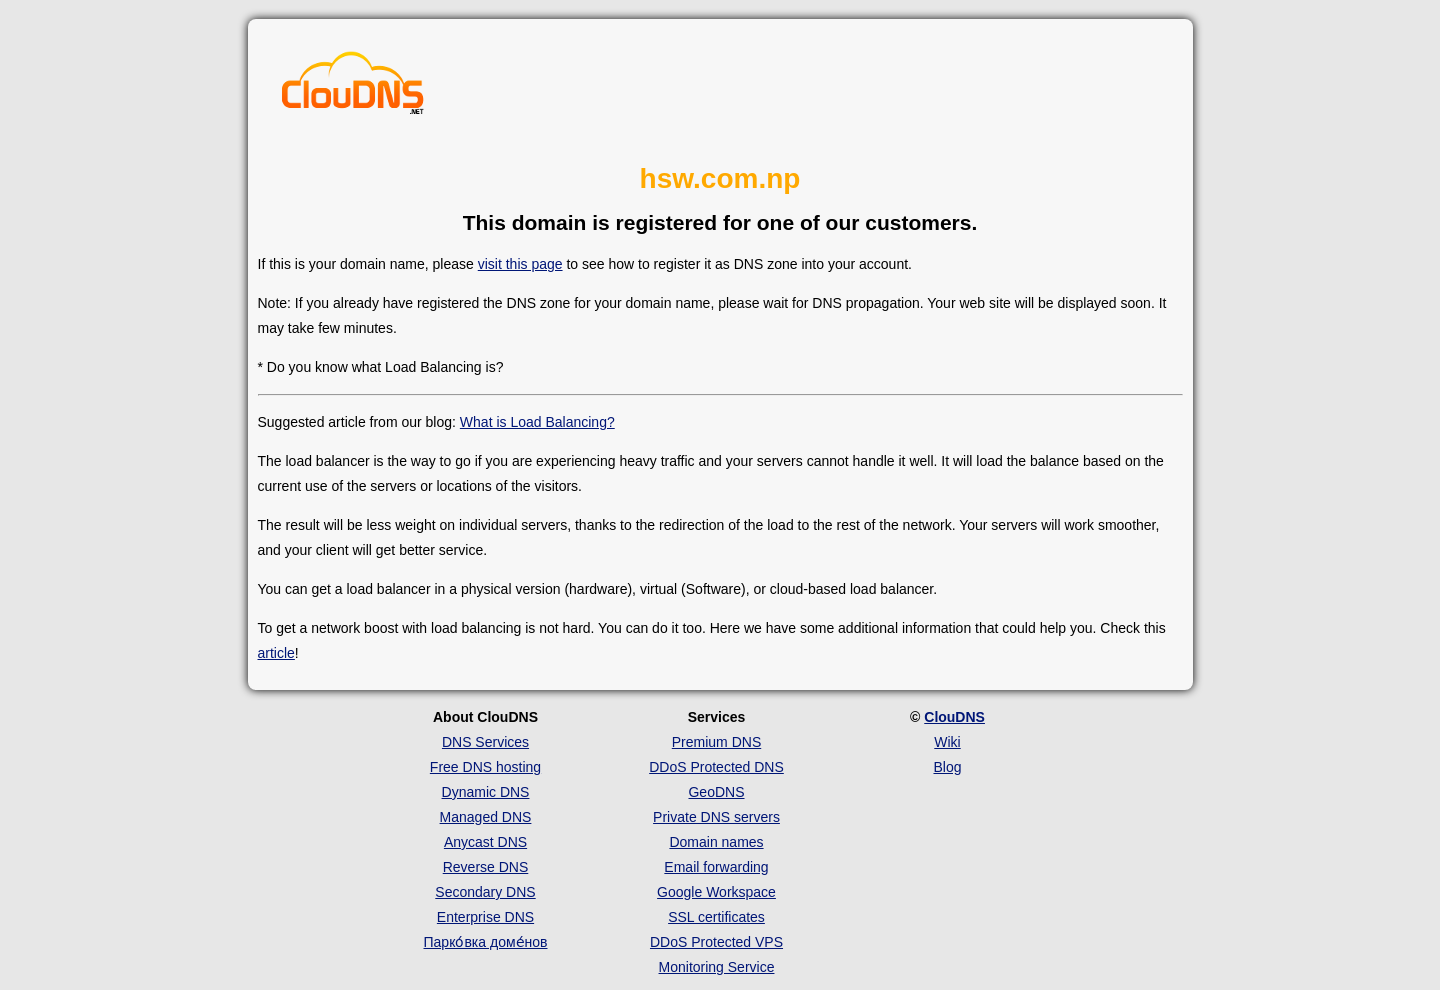 ClouDNS
.NET
hsw.com.np
This domain is registered for one of our customers.
If this is your domain name, please visit this page to see how to register it as DNS zone into your account.
Note: If you already have registered the DNS zone for your domain name, please wait for DNS propagation. Your web site will be displayed soon. It
may take few minutes.
* Do you know what Load Balancing is?
Suggested article from our blog: What is Load Balancing?
The load balancer is the way to go if you are experiencing heavy traffic and your servers cannot handle it well. It will load the balance based on the
current use of the servers or locations of the visitors.
The result will be less weight on individual servers, thanks to the redirection of the load to the rest of the network. Your servers will work smoother,
and your client will get better service.
You can get a load balancer in a physical version (hardware), virtual (Software), or cloud-based load balancer.
To get a network boost with load balancing is not hard. You can do it too. Here we have some additional information that could help you. Check this
article!
About ClouDNS
DNS Services
Free DNS hosting
Dynamic DNS
Managed DNS
Anycast DNS
Reverse DNS
Secondary DNS
Enterprise DNS
Парко́вка доме́нов
Services
Premium DNS
DDoS Protected DNS
GeoDNS
Private DNS servers
Domain names
Email forwarding
Google Workspace
SSL certificates
DDoS Protected VPS
Monitoring Service
© ClouDNS
Wiki
Blog